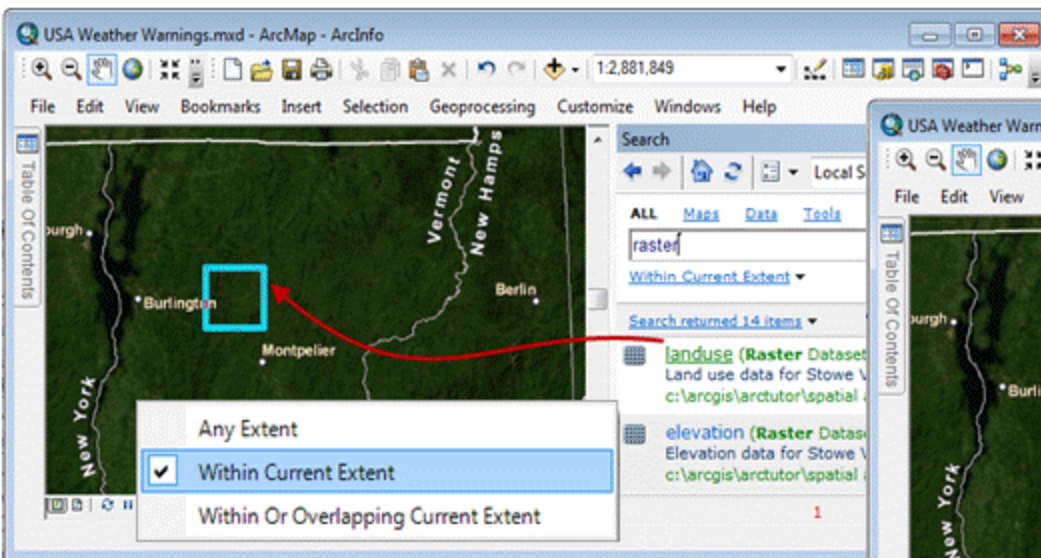 USA Weather Warnings.mxd - ArcMap - ArcInfo
1:2,881,849
File Edit View Bookmarks Insert Selection Geoprocessing Customize Windows Help
Table Of Contents
Vermont
New Hamps
burgh
Burlington
Berlin
Montpelier
New York
Any Extent
Within Current Extent
Within Or Overlapping Current Extent
Search
Local S
ALL Maps Data Tools
raster
Within Current Extent
Search returned 14 items
landuse (Raster Dataset
Land use data for Stowe V
c:\arcgis\arctutor\spatial a
elevation (Raster Datas
Elevation data for Stowe V
c:\arcgis\arctutor\spatial a
1
USA Weather Warn
File Edit View
Table Of Contents
burgh
Burli
New York